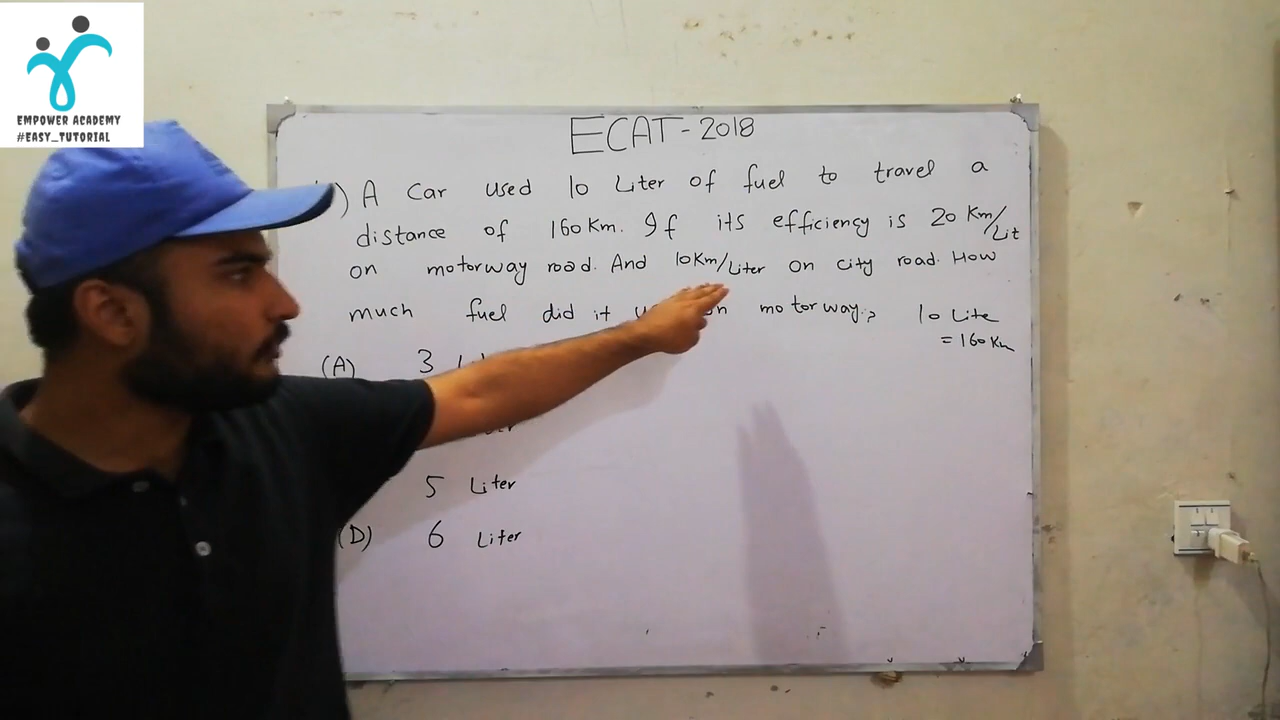 EMPOWER ACADEMY
#EASY_TUTORIAL
ECAT-2018
) A Car used 10 Liter of fuel to travel a
distance of 160 Km. If its efficiency is 20 Km/Lit
on motorway road. And 10Km/Liter on city road. How
much fuel did it on motorway?
10 Lite
= 160 Km
(A) 3
5 Liter
(D) 6 Liter